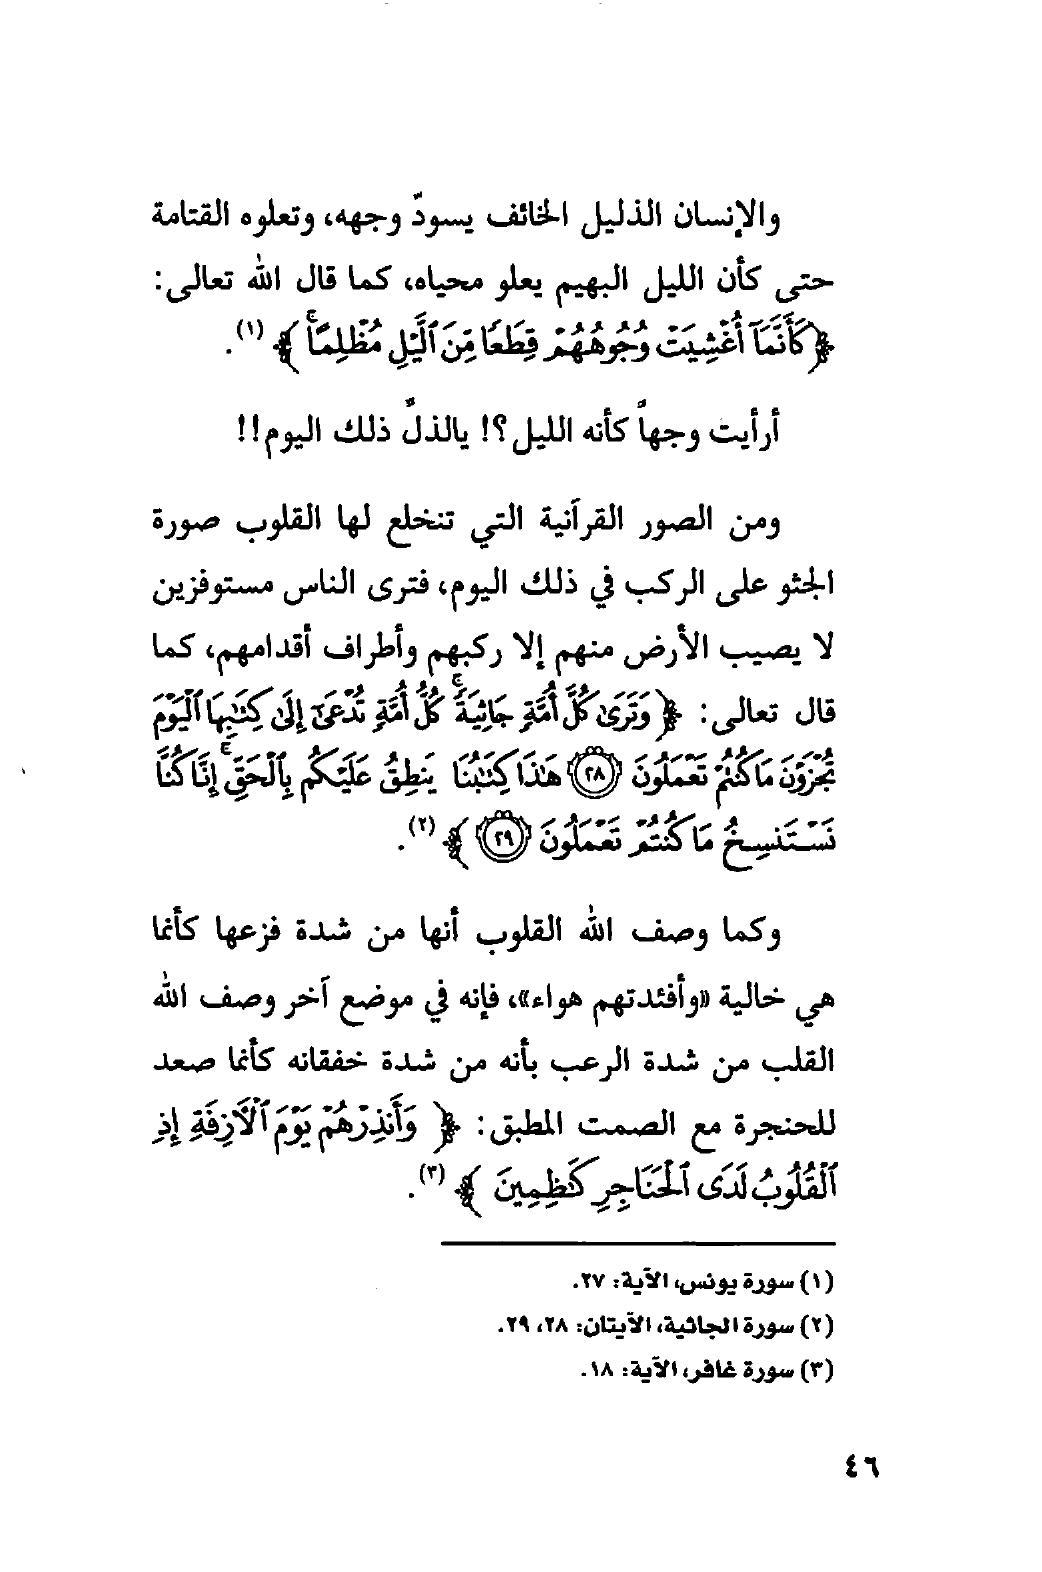 والإنسان الذليل الخائف يسودّ وجهه، وتعلوه القتامة
حتى كأن الليل البهيم يعلو محياه، كما قال الله تعالى:
﴿كَأَنَّمَآ أُغْشِيَتْ وُجُوهُهُمْ قِطَعًا مِّنَ ٱلَّيْلِ مُظْلِمًا ۚ﴾ (١).
أرأيت وجهاً كأنه الليل؟! يالذلّ ذلك اليوم!!
ومن الصور القرآنية التي تنخلع لها القلوب صورة
الجثو على الركب في ذلك اليوم، فترى الناس مستوفزين
لا يصيب الأرض منهم إلا ركبهم وأطراف أقدامهم، كما
قال تعالى: ﴿ وَتَرَىٰ كُلَّ أُمَّةٍ جَاثِيَةً ۚ كُلُّ أُمَّةٍ تُدْعَىٰٓ إِلَىٰ كِتَٰبِهَا ٱلْيَوْمَ
تُجْزَوْنَ مَا كُنتُمْ تَعْمَلُونَ ٢٨ هَٰذَا كِتَٰبُنَا يَنطِقُ عَلَيْكُم بِٱلْحَقِّ ۚ إِنَّا كُنَّا
نَسْتَنسِخُ مَا كُنتُمْ تَعْمَلُونَ ٢٩ ﴾ (٢).
وكما وصف الله القلوب أنها من شدة فزعها كأنما
هي خالية «وأفئدتهم هواء»، فإنه في موضع آخر وصف الله
القلب من شدة الرعب بأنه من شدة خفقانه كأنما صعد
للحنجرة مع الصمت المطبق: ﴿ وَأَنذِرْهُمْ يَوْمَ ٱلْآزِفَةِ إِذِ
ٱلْقُلُوبُ لَدَى ٱلْحَنَاجِرِ كَٰظِمِينَ ﴾ (٣).
(١) سورة يونس، الآية: ٢٧.
(٢) سورة الجاثية، الآيتان: ٢٨، ٢٩.
(٣) سورة غافر، الآية: ١٨.
٤٦